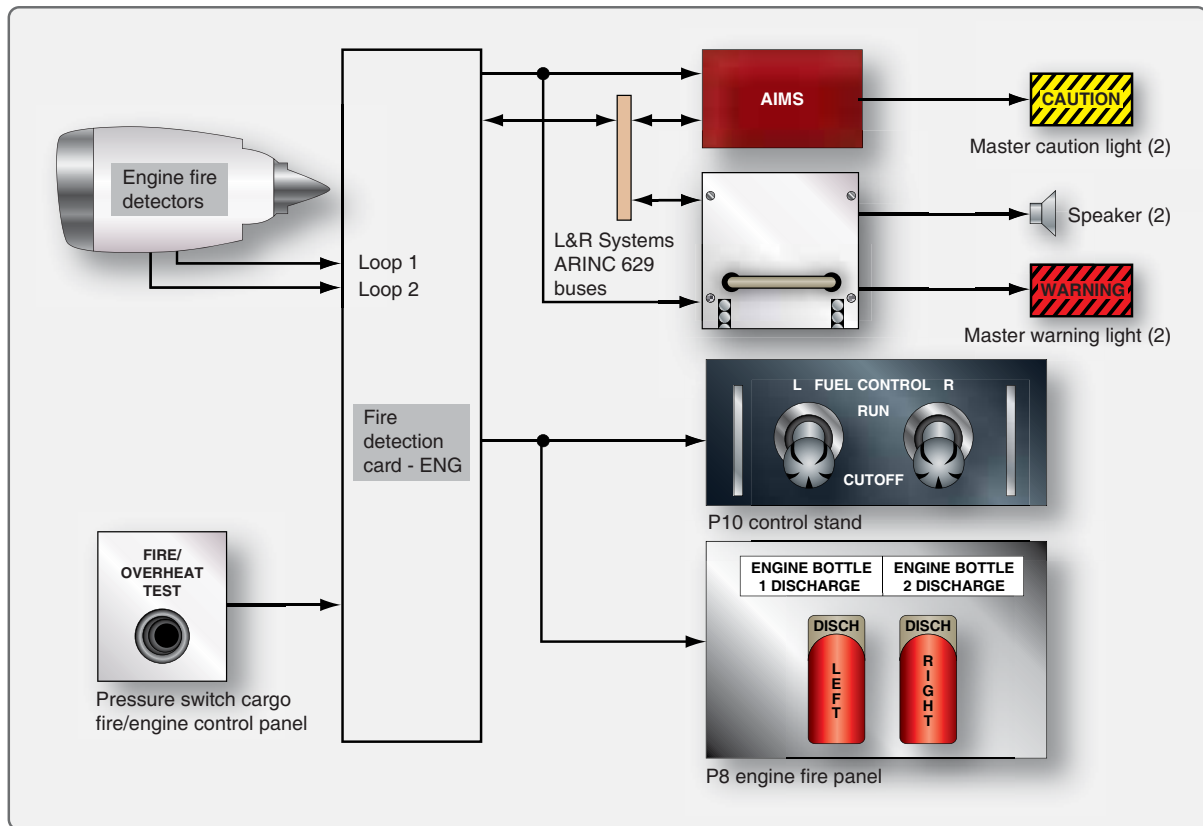 Engine fire
detectors
Loop 1
Loop 2
Fire
detection
card - ENG
FIRE/
OVERHEAT
TEST
Pressure switch cargo
fire/engine control panel
L&R Systems
ARINC 629
buses
AIMS
CAUTION
Master caution light (2)
Speaker (2)
WARNING
Master warning light (2)
L FUEL CONTROL R
RUN
CUTOFF
P10 control stand
ENGINE BOTTLE
1 DISCHARGE
ENGINE BOTTLE
2 DISCHARGE
DISCH
LEFT
DISCH
RIGHT
P8 engine fire panel